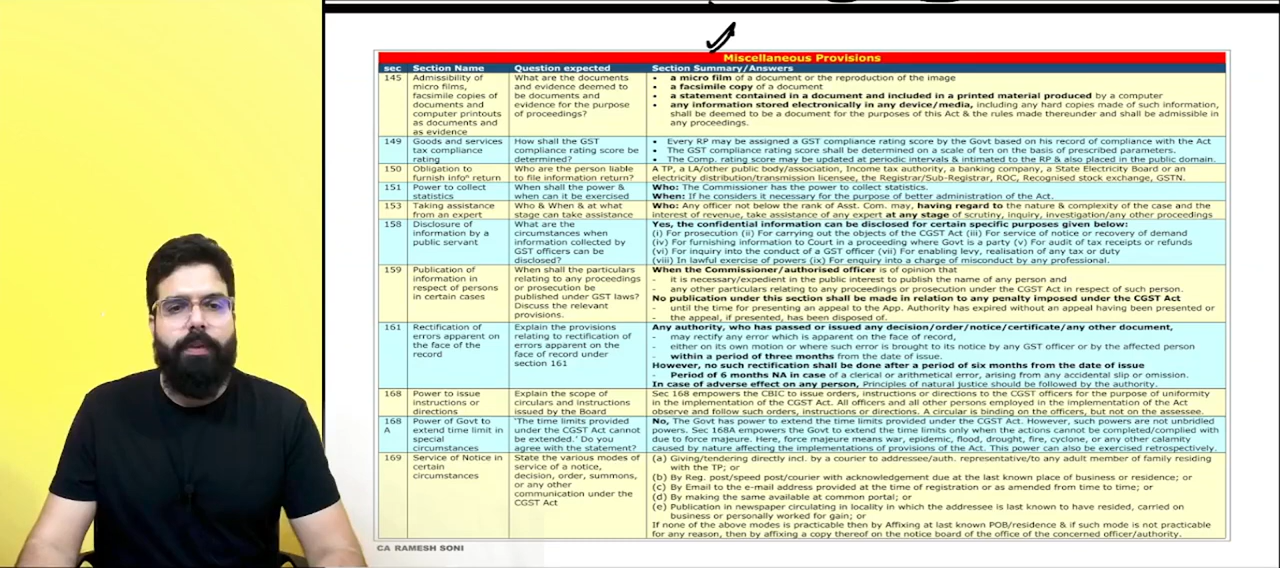 Miscellaneous Provisions
sec Section Name Question expected Section Summary/Answers
145 Admissibility of micro films, facsimile copies of documents and computer printouts as documents and as evidence
What are the documents and evidence deemed to be documents and evidence for the purpose of proceedings?
• a micro film of a document or the reproduction of the image
• a facsimile copy of a document
• a statement contained in a document and included in a printed material produced by a computer
• any information stored electronically in any device/media, including any hard copies made of such information,
shall be deemed to be a document for the purposes of this Act & the rules made thereunder and shall be admissible in
any proceedings.
149 Goods and services tax compliance rating
How shall the GST compliance rating score be determined?
• Every RP may be assigned a GST compliance rating score by the Govt based on his record of compliance with the Act
• The GST compliance rating score shall be determined on a scale of ten on the basis of prescribed parameters.
• The Comp. rating score may be updated at periodic intervals & intimated to the RP & also placed in the public domain.
150 Obligation to furnish infoⁿ return
Who are the person liable to file information return?
A TP, a LA/other public body/association, Income tax authority, a banking company, a State Electricity Board or an
electricity distribution/transmission licensee, the Registrar/Sub-Registrar, ROC, Recognised stock exchange, GSTN.
151 Power to collect statistics
When shall the power & when can it be exercised
Who: The Commissioner has the power to collect statistics.
When: If he considers it necessary for the purpose of better administration of the Act.
153 Taking assistance from an expert
Who & When & at what stage can take assistance
Who: Any officer not below the rank of Asst. Com. may, having regard to the nature & complexity of the case and the
interest of revenue, take assistance of any expert at any stage of scrutiny, inquiry, investigation/any other proceedings
158 Disclosure of information by a public servant
What are the circumstances when information collected by GST officers can be disclosed?
Yes, the confidential information can be disclosed for certain specific purposes given below:
(i) For prosecution (ii) For carrying out the objects of the CGST Act (iii) For service of notice or recovery of demand
(iv) For furnishing information to Court in a proceeding where Govt is a party (v) For audit of tax receipts or refunds
(vi) For inquiry into the conduct of a GST officer (vii) For enabling levy, realisation of any tax or duty
(viii) In lawful exercise of powers (ix) For enquiry into a charge of misconduct by any professional.
159 Publication of information in respect of persons in certain cases
When shall the particulars relating to any proceedings or prosecution be published under GST laws? Discuss the relevant provisions.
When the Commissioner/authorised officer is of opinion that
- it is necessary/expedient in the public interest to publish the name of any person and
- any other particulars relating to any proceedings or prosecution under the CGST Act in respect of such person.
No publication under this section shall be made in relation to any penalty imposed under the CGST Act
- until the time for presenting an appeal to the App. Authority has expired without an appeal having been presented or
- the appeal, if presented, has been disposed of.
161 Rectification of errors apparent on the face of the record
Explain the provisions relating to rectification of errors apparent on the face of record under section 161
Any authority, who has passed or issued any decision/order/notice/certificate/any other document,
- may rectify any error which is apparent on the face of record,
- either on its own motion or where such error is brought to its notice by any GST officer or by the affected person
- within a period of three months from the date of issue.
However, no such rectification shall be done after a period of six months from the date of issue
- Period of 6 months NA in case of a clerical or arithmetical error, arising from any accidental slip or omission.
In case of adverse effect on any person, Principles of natural justice should be followed by the authority.
168 Power to issue instructions or directions
Explain the scope of circulars and instructions issued by the Board
Sec 168 empowers the CBIC to issue orders, instructions or directions to the CGST officers for the purpose of uniformity
in the implementation of the CGST Act. All officers and all other persons employed in the implementation of the Act
observe and follow such orders, instructions or directions. A circular is binding on the officers, but not on the assessee.
168 A Power of Govt to extend time limit in special circumstances
'The time limits provided under the CGST Act cannot be extended.' Do you agree with the statement?
No, The Govt has power to extend the time limits provided under CGST Act. However, such powers are not unbridled
powers. Sec 168A empowers the Govt to extend the time limits only when the actions cannot be completed/complied with
due to force majeure. Here, force majeure means war, epidemic, flood, drought, fire, cyclone, or any other calamity
caused by nature affecting the implementations of provisions of the Act. This power can also be exercised retrospectively.
169 Service of Notice in certain circumstances
State the various modes of service of a notice, decision, order, summons, or any other communication under the CGST Act
(a) Giving/tendering directly incl. by a courier to addressee/auth. representative/to any adult member of family residing
with the TP; or
(b) By Reg. post/speed post/courier with acknowledgement due at the last known place of business or residence; or
(c) By Email to the e-mail address provided at the time of registration or as amended from time to time; or
(d) By making the same available at common portal; or
(e) Publication in newspaper circulating in locality in which the addressee is last known to have resided, carried on
business or personally worked for gain; or
If none of the above modes is practicable then by Affixing at last known POB/residence & if such mode is not practicable
for any reason, then by affixing a copy thereof on the notice board of the office of the concerned officer/authority.
CA RAMESH SONI